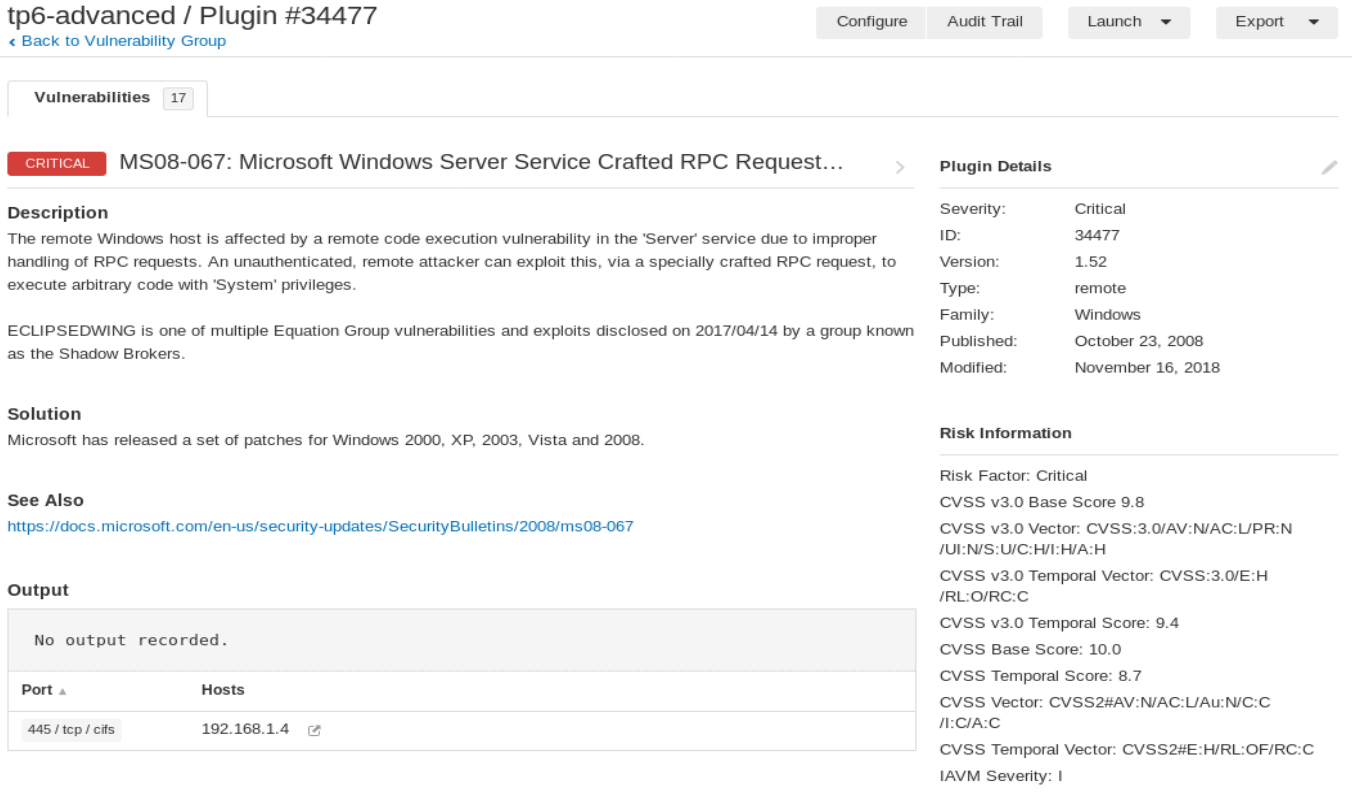 tp6-advanced / Plugin #34477
‹ Back to Vulnerability Group
Configure
Audit Trail
Launch
Export
Vulnerabilities 17
CRITICAL MS08-067: Microsoft Windows Server Service Crafted RPC Request...
Description
The remote Windows host is affected by a remote code execution vulnerability in the 'Server' service due to improper
handling of RPC requests. An unauthenticated, remote attacker can exploit this, via a specially crafted RPC request, to
execute arbitrary code with 'System' privileges.
ECLIPSEDWING is one of multiple Equation Group vulnerabilities and exploits disclosed on 2017/04/14 by a group known
as the Shadow Brokers.
Solution
Microsoft has released a set of patches for Windows 2000, XP, 2003, Vista and 2008.
See Also
https://docs.microsoft.com/en-us/security-updates/SecurityBulletins/2008/ms08-067
Output
No output recorded.
Port Hosts
445 / tcp / cifs 192.168.1.4
Plugin Details
Severity: Critical
ID: 34477
Version: 1.52
Type: remote
Family: Windows
Published: October 23, 2008
Modified: November 16, 2018
Risk Information
Risk Factor: Critical
CVSS v3.0 Base Score 9.8
CVSS v3.0 Vector: CVSS:3.0/AV:N/AC:L/PR:N
/UI:N/S:U/C:H/I:H/A:H
CVSS v3.0 Temporal Vector: CVSS:3.0/E:H
/RL:O/RC:C
CVSS v3.0 Temporal Score: 9.4
CVSS Base Score: 10.0
CVSS Temporal Score: 8.7
CVSS Vector: CVSS2#AV:N/AC:L/Au:N/C:C
/I:C/A:C
CVSS Temporal Vector: CVSS2#E:H/RL:OF/RC:C
IAVM Severity: I